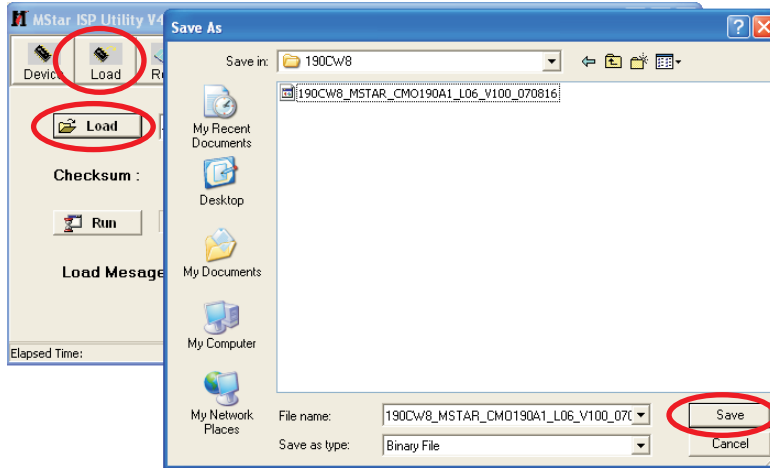 MStar ISP Utility V4
Device Load
Load
Checksum :
Run
Load Mesage
Elapsed Time:
Save As
Save in: 190CW8
190CW8_MSTAR_CMO190A1_L06_V100_070816
My Recent
Documents
Desktop
My Documents
My Computer
My Network
Places
File name: 190CW8_MSTAR_CMO190A1_L06_V100_070
Save
Save as type: Binary File
Cancel